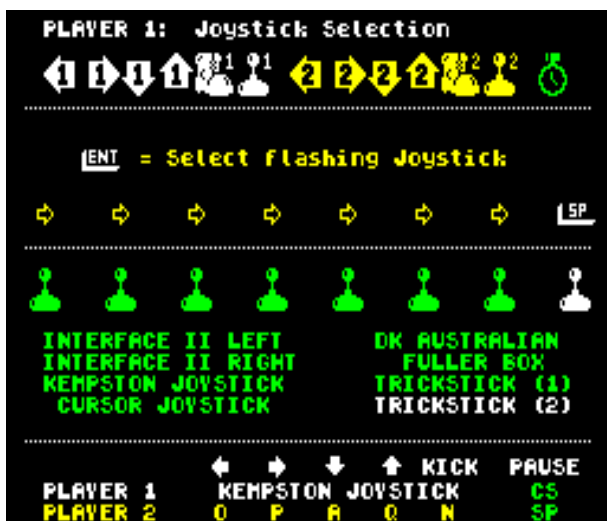 PLAYER 1: Joystick Selection
1 1 1 1 1 1 2 2 2 2 2 2
ENT = Select flashing Joystick
SP
INTERFACE II LEFT DK AUSTRALIAN
INTERFACE II RIGHT FULLER BOX
KEMPSTON JOYSTICK TRICKSTICK (1)
CURSOR JOYSTICK TRICKSTICK (2)
KICK PAUSE
PLAYER 1 KEMPSTON JOYSTICK CS
PLAYER 2 O P A Q N SP